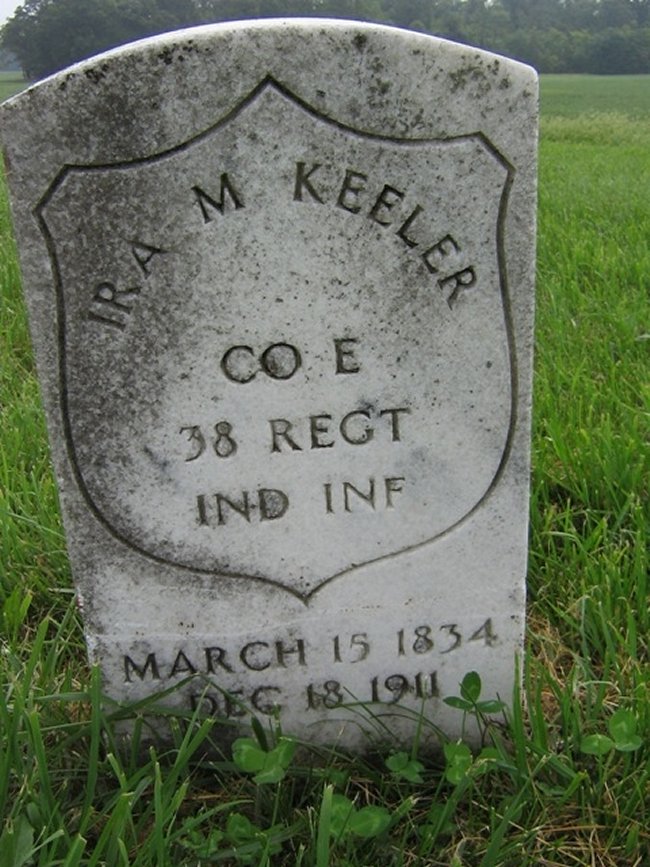 IRA M KEELER
CO E
38 REGT
IND INF
MARCH 15 1834
DEC 18 1911